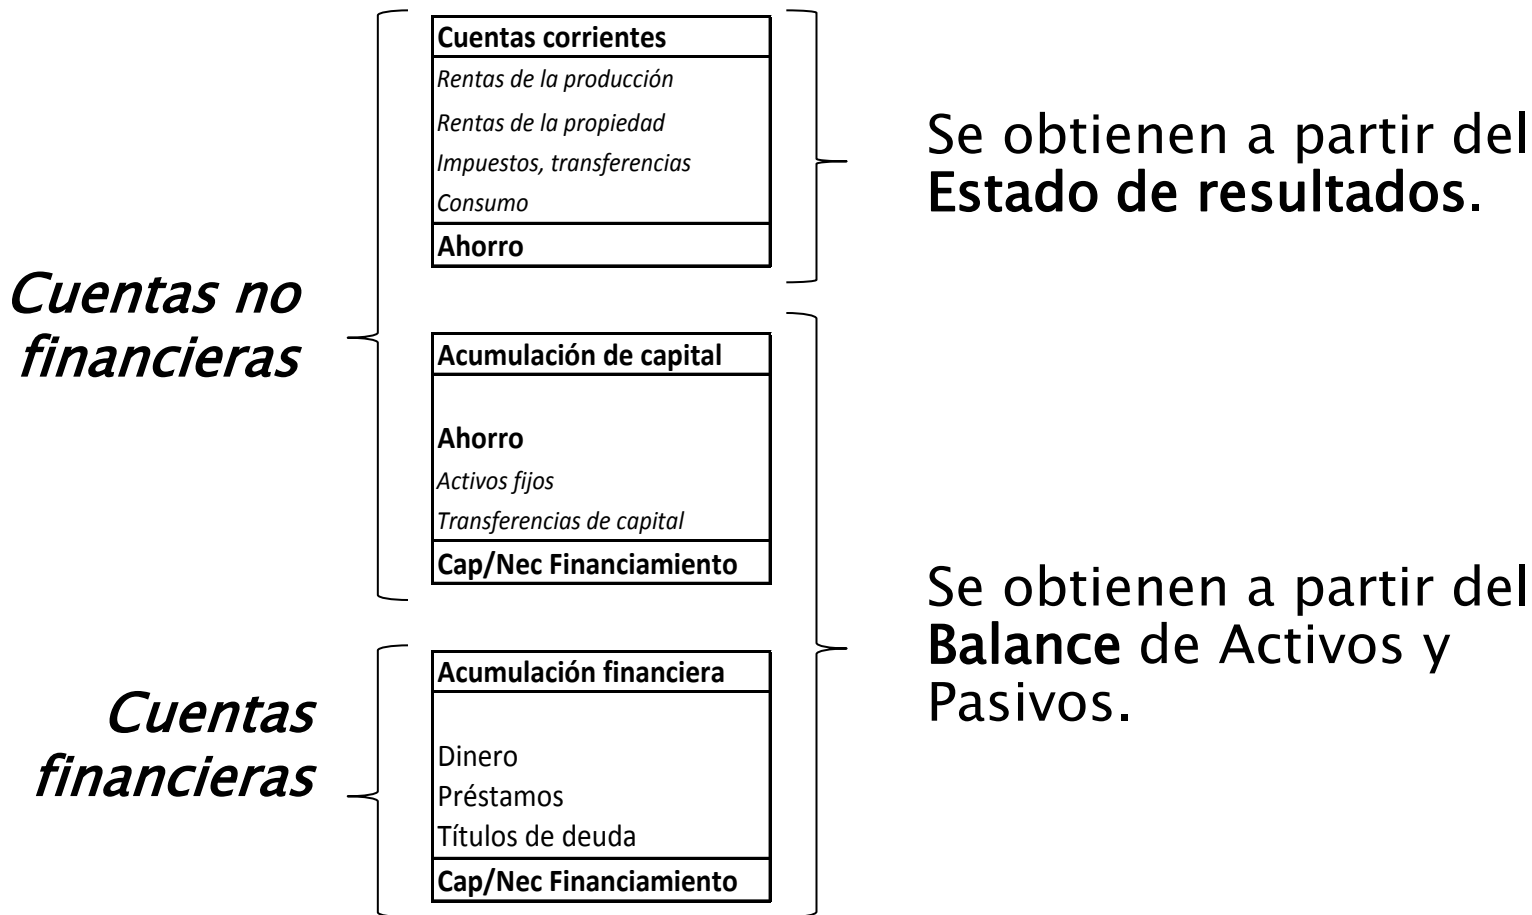 Cuentas no
financieras
Cuentas corrientes
Rentas de la producción
Rentas de la propiedad
Impuestos, transferencias
Consumo
Ahorro
Se obtienen a partir del
Estado de resultados.
Acumulación de capital
Ahorro
Activos fijos
Transferencias de capital
Cap/Nec Financiamiento
Cuentas
financieras
Acumulación financiera
Dinero
Préstamos
Títulos de deuda
Cap/Nec Financiamiento
Se obtienen a partir del
Balance de Activos y
Pasivos.